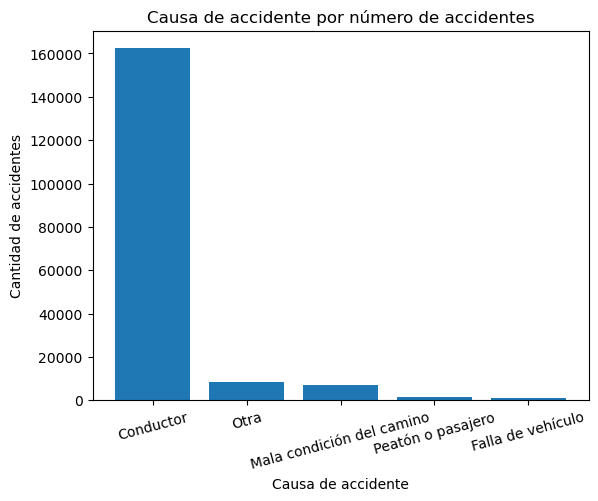 Causa de accidente por número de accidentes
Cantidad de accidentes
160000
140000
120000
100000
80000
60000
40000
20000
0
Conductor
Otra
Mala condición del camino
Peatón o pasajero
Falla de vehículo
Causa de accidente